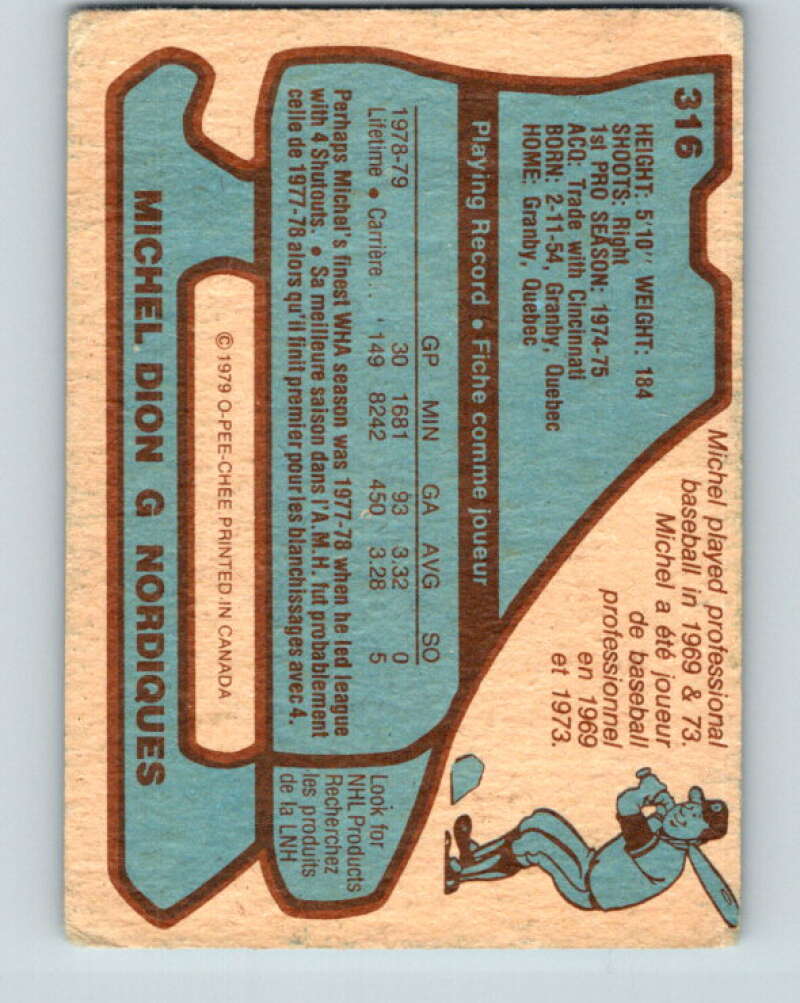 316
HEIGHT: 5'10" WEIGHT: 184
SHOOTS: Right
1st PRO SEASON: 1974-75
ACQ: Trade with Cincinnati
BORN: 2-11-54, Granby, Quebec
HOME: Granby, Quebec
Michel played professional
baseball in 1969 & 73.
Michel a été joueur
de baseball
professionnel
en 1969
et 1973.
Playing Record • Fiche comme joueur
GP MIN GA AVG SO
1978-79 30 1681 93 3.32 0
Lifetime • Carrière . . 149 8242 450 3.28 5
Perhaps Michel's finest WHA season was 1977-78 when he led league
with 4 Shutouts. • Sa meilleure saison dans l'A.M.H. fut probablement
celle de 1977-78 alors qu'il finit premier pour les blanchissages avec 4.
Look for
NHL Products
Recherchez
les produits
de la LNH
© 1979 O-PEE-CHEE PRINTED IN CANADA
MICHEL DION G NORDIQUES